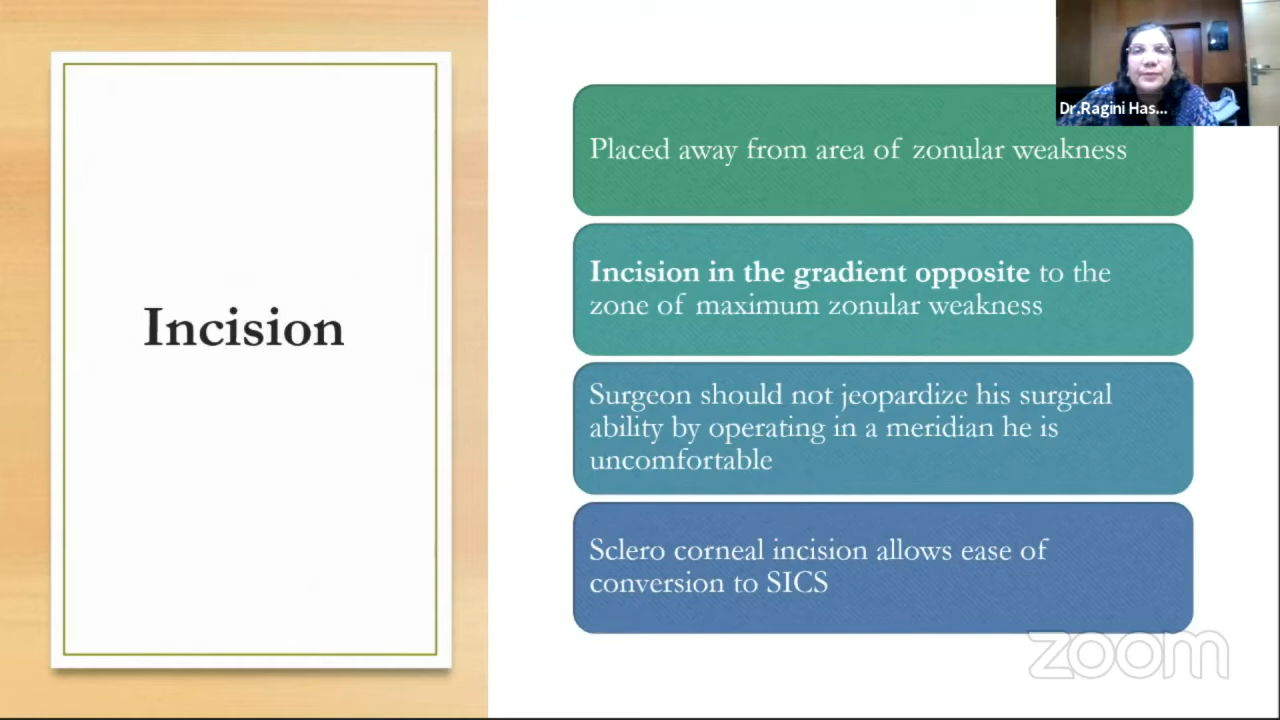 Dr.Ragini Has...
Incision
Placed away from area of zonular weakness
Incision in the gradient opposite to the
zone of maximum zonular weakness
Surgeon should not jeopardize his surgical
ability by operating in a meridian he is
uncomfortable
Sclero corneal incision allows ease of
conversion to SICS
zoom